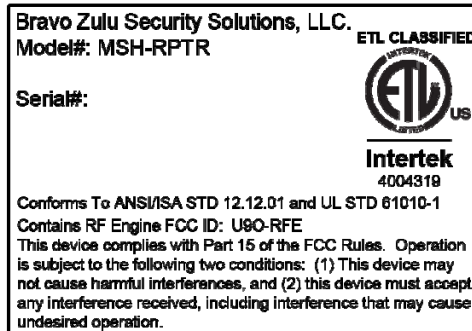 Bravo Zulu Security Solutions, LLC.
Model#: MSH-RPTR
ETL CLASSIFIED
INTERTEK
ETL
LISTED
US
Serial#:
Intertek
4004319
Conforms To ANSI/ISA STD 12.12.01 and UL STD 61010-1
Contains RF Engine FCC ID: U9O-RFE
This device complies with Part 15 of the FCC Rules. Operation
is subject to the following two conditions: (1) This device may
not cause harmful interferences, and (2) this device must accept
any interference received, including interference that may cause
undesired operation.